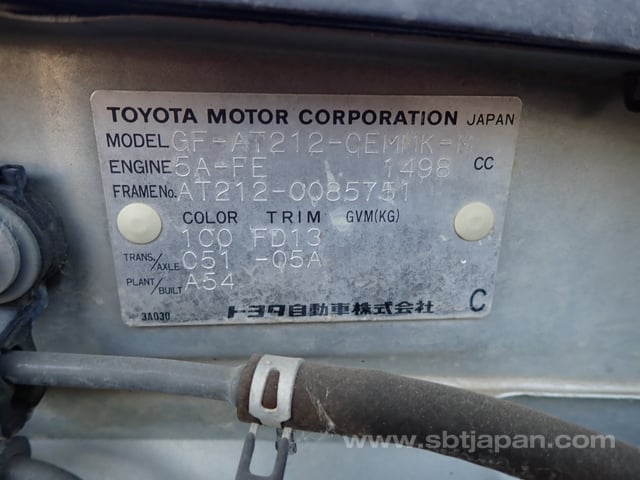 TOYOTA MOTOR CORPORATION JAPAN
MODEL GF-AT212-CEMMK-M
ENGINE 5A-FE 1498 CC
FRAME No. AT212-0085751
COLOR TRIM GVM(KG)
1C0 FD13
TRANS./AXLE C51 -05A
PLANT/BUILT A54
3A030 トヨタ自動車株式会社 C
www.sbtjapan.com